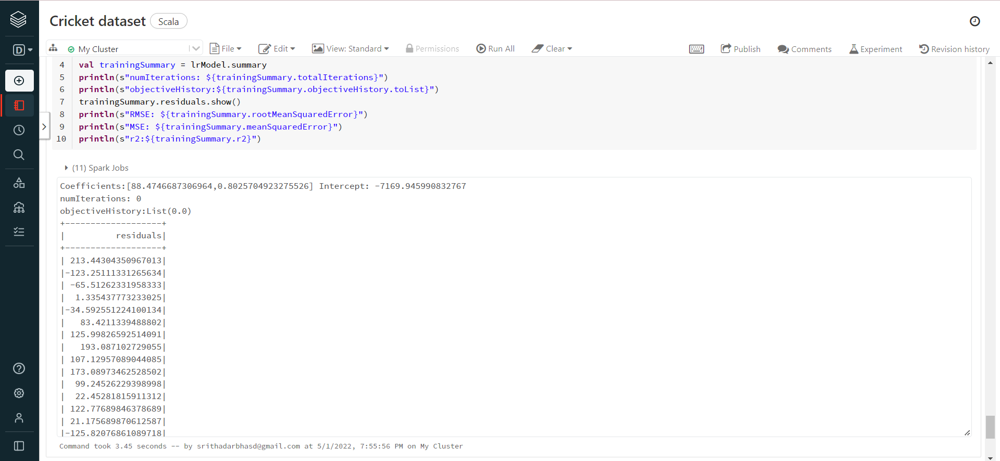 Cricket dataset Scala
D
My Cluster File Edit View: Standard Permissions Run All Clear Publish Comments Experiment Revision history
4 val trainingSummary = lrModel.summary
5 println(s"numIterations: ${trainingSummary.totalIterations}")
6 println(s"objectiveHistory:${trainingSummary.objectiveHistory.toList}")
7 trainingSummary.residuals.show()
8 println(s"RMSE: ${trainingSummary.rootMeanSquaredError}")
9 println(s"MSE: ${trainingSummary.meanSquaredError}")
10 println(s"r2:${trainingSummary.r2}")
(11) Spark Jobs
Coefficients:[88.4746687306964,0.8025704923275526] Intercept: -7169.945990832767
numIterations: 0
objectiveHistory:List(0.0)
+-------------------+
|          residuals|
+-------------------+
| 213.44304350967013|
|-123.25111331265634|
| -65.51262331958333|
|  1.335437773233025|
|-34.592551224100134|
|   83.4211339488802|
| 125.99826592514091|
|   193.087102729055|
| 107.12957089044085|
| 173.08973462528502|
|  99.24526229398998|
|  22.45281815911312|
| 122.77689846378689|
| 21.175689870612587|
|-125.82076861089718|
Command took 3.45 seconds -- by srithadarbhasd@gmail.com at 5/1/2022, 7:55:56 PM on My Cluster